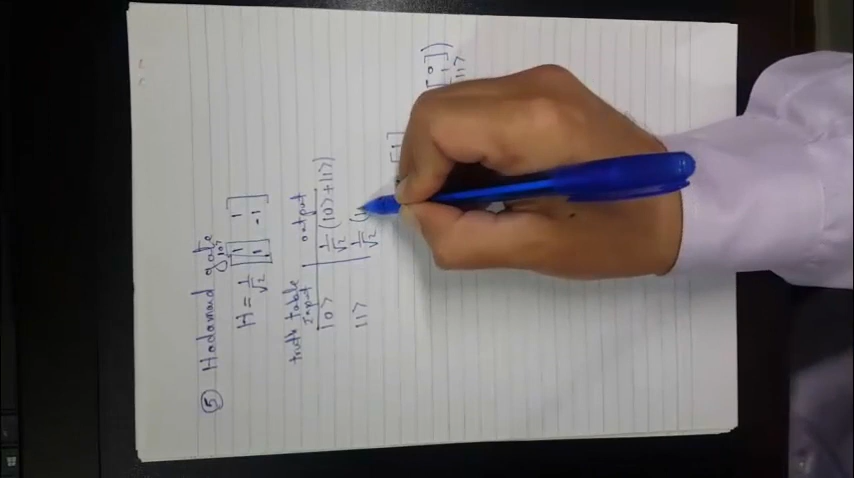 ⑤ Hadamard gate
g |0>
H = 1/√2 [1 1
1 -1]
truth table
Input output
|0> 1/√2 (|0>+|1>)
|1> 1/√2 (